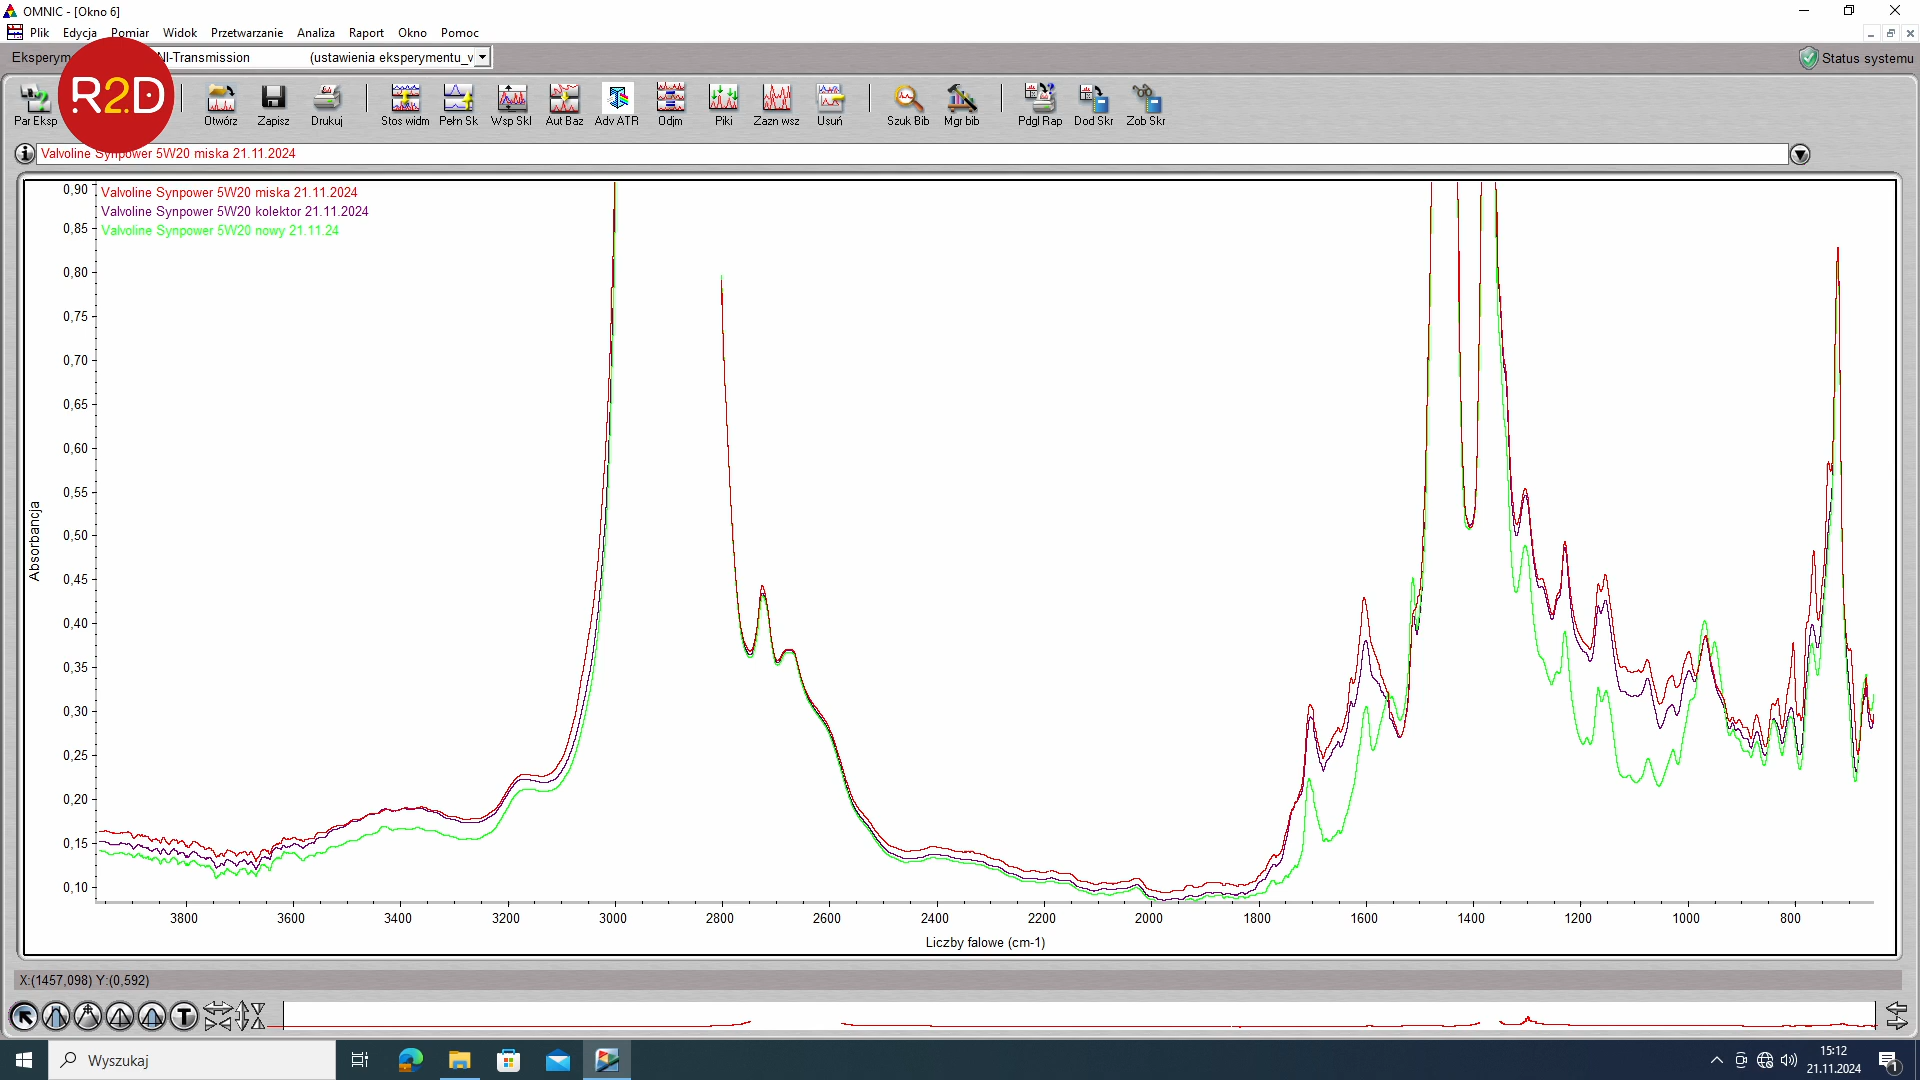 OMNIC - [Okno 6]
Plik Edycja Pomiar Widok Przetwarzanie Analiza Raport Okno Pomoc
Eksperym NI-Transmission (ustawienia eksperymentu_v Status systemu
R2D
Par Eksp Otwórz Zapisz Drukuj Stos widm Pełn Sk Wsp Skl Aut Baz Adv ATR Odjm Piki Zazn wsz Usuń Szuk Bib Mgr bib Pdgl Rap Dod Skr Zob Skr
Valvoline Synpower 5W20 miska 21.11.2024
Valvoline Synpower 5W20 miska 21.11.2024
Valvoline Synpower 5W20 kolektor 21.11.2024
Valvoline Synpower 5W20 nowy 21.11.24
0,90
0,85
0,80
0,75
0,70
0,65
0,60
0,55
0,50
0,45
0,40
0,35
0,30
0,25
0,20
0,15
0,10
Absorbancja
3800 3600 3400 3200 3000 2800 2600 2400 2200 2000 1800 1600 1400 1200 1000 800
Liczby falowe (cm-1)
X:(1457,098) Y:(0,592)
T
Wyszukaj
15:12
21.11.2024
1